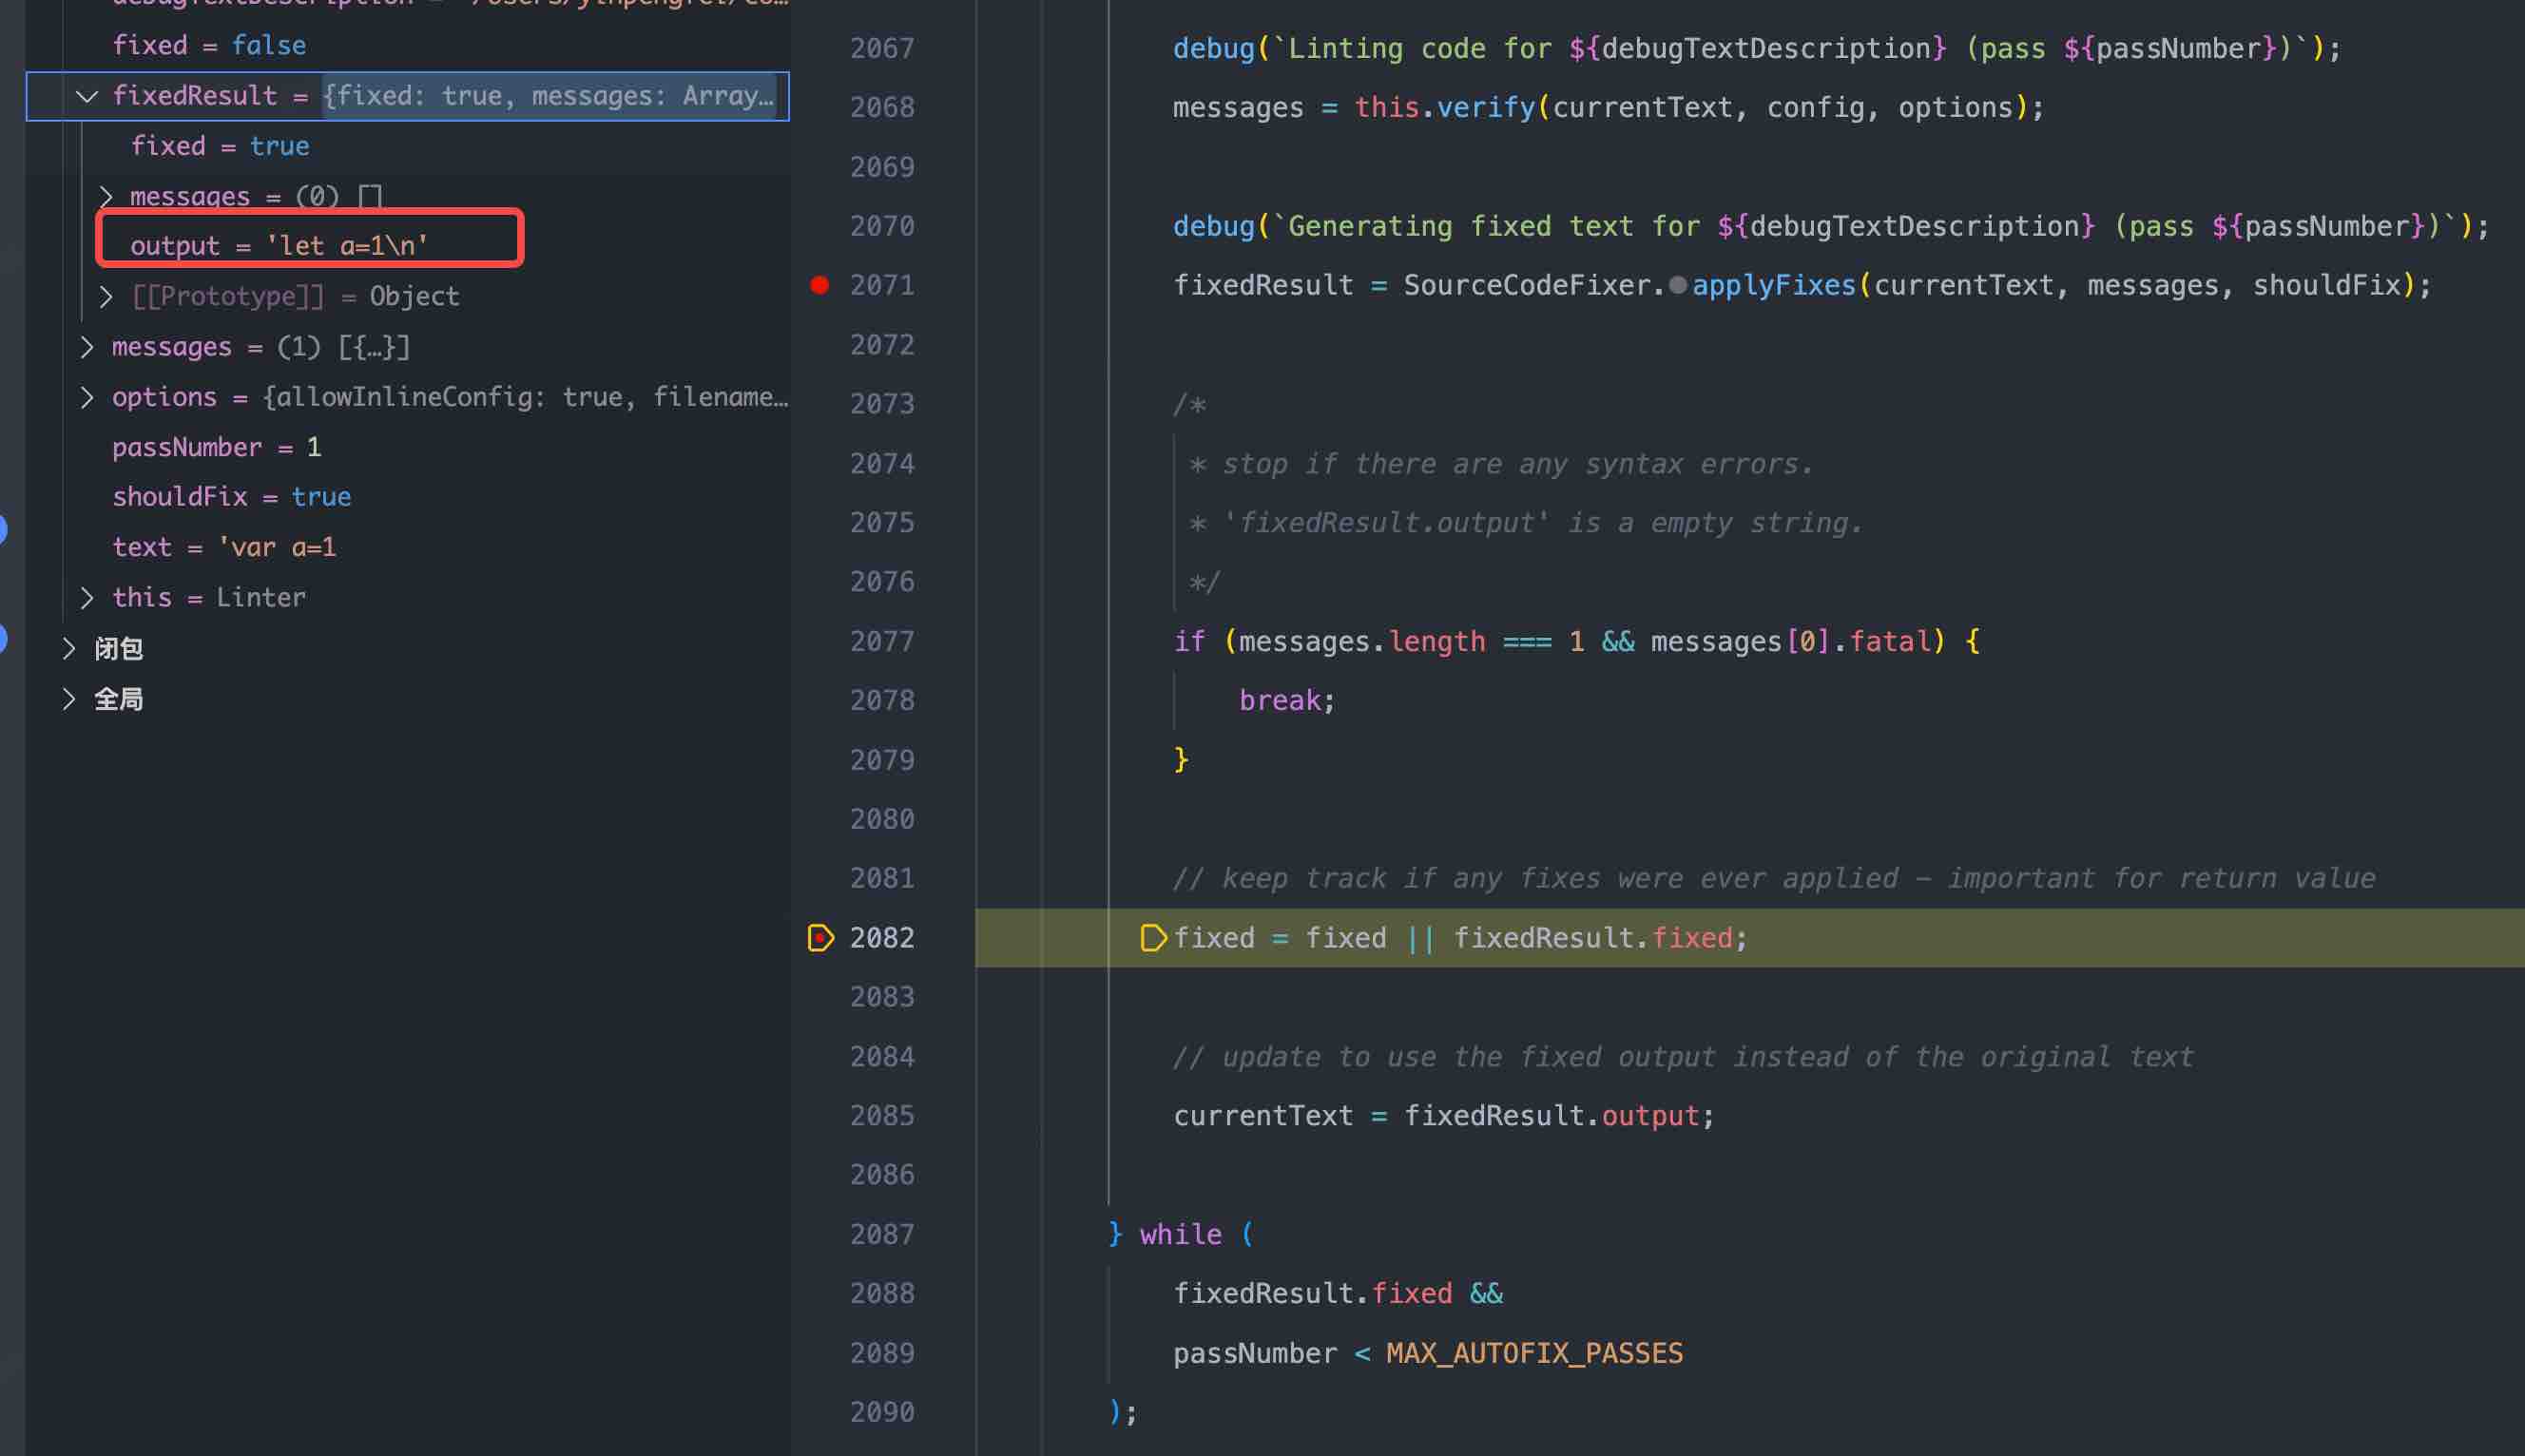 fixed = false
fixedResult = {fixed: true, messages: Array…
fixed = true
messages = (0) []
output = 'let a=1\n'
[[Prototype]] = Object
messages = (1) [{…}]
options = {allowInlineConfig: true, filename…
passNumber = 1
shouldFix = true
text = 'var a=1
this = Linter
闭包
全局
2067 debug(`Linting code for ${debugTextDescription} (pass ${passNumber})`);
2068 messages = this.verify(currentText, config, options);
2069
2070 debug(`Generating fixed text for ${debugTextDescription} (pass ${passNumber})`);
2071 fixedResult = SourceCodeFixer.applyFixes(currentText, messages, shouldFix);
2072
2073 /*
2074 * stop if there are any syntax errors.
2075 * 'fixedResult.output' is a empty string.
2076 */
2077 if (messages.length === 1 && messages[0].fatal) {
2078 break;
2079 }
2080
2081 // keep track if any fixes were ever applied - important for return value
2082 fixed = fixed || fixedResult.fixed;
2083
2084 // update to use the fixed output instead of the original text
2085 currentText = fixedResult.output;
2086
2087 } while (
2088 fixedResult.fixed &&
2089 passNumber < MAX_AUTOFIX_PASSES
2090 );